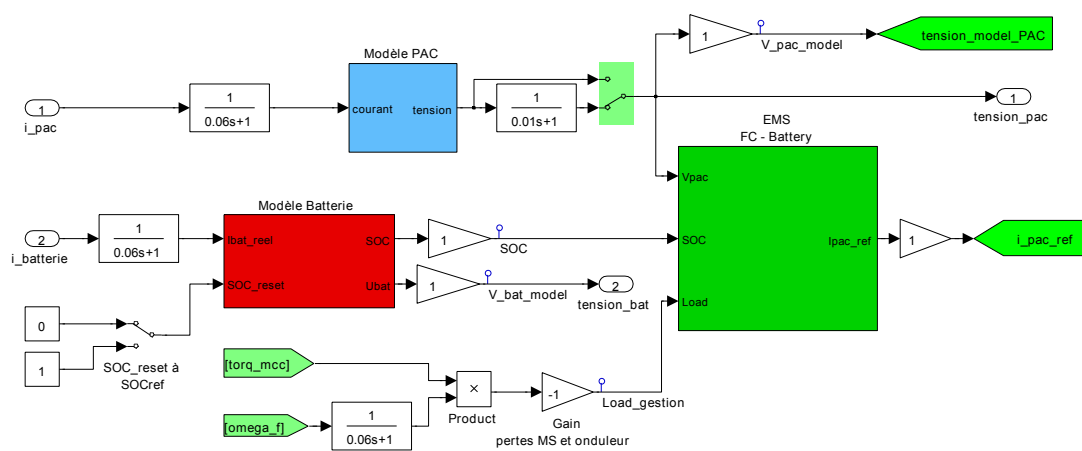 1
V_pac_model
tension_model_PAC
Modèle PAC
1
i_pac
1
0.06s+1
courant
tension
1
0.01s+1
1
tension_pac
EMS
FC - Battery
Vpac
SOC
Load
Ipac_ref
1
i_pac_ref
Modèle Batterie
2
i_batterie
1
0.06s+1
Ibat_reel
SOC
SOC_reset
Ubat
1
SOC
1
V_bat_model
2
tension_bat
0
1
SOC_reset à
SOCref
[torq_mcc]
[omega_f]
1
0.06s+1
×
Product
-1
Load_gestion
Gain
pertes MS et onduleur